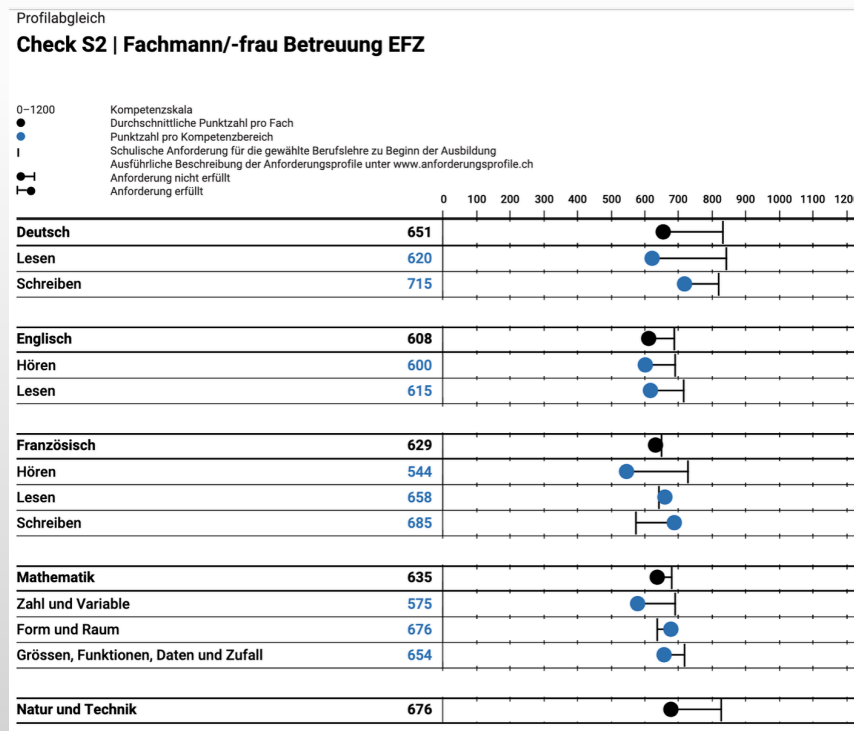 Profilabgleich
Check S2 | Fachmann/-frau Betreuung EFZ
0–1200 Kompetenzskala
Durchschnittliche Punktzahl pro Fach
Punktzahl pro Kompetenzbereich
Schulische Anforderung für die gewählte Berufslehre zu Beginn der Ausbildung
Ausführliche Beschreibung der Anforderungsprofile unter www.anforderungsprofile.ch
Anforderung nicht erfüllt
Anforderung erfüllt
0 100 200 300 400 500 600 700 800 900 1000 1100 120
Deutsch 651
Lesen 620
Schreiben 715
Englisch 608
Hören 600
Lesen 615
Französisch 629
Hören 544
Lesen 658
Schreiben 685
Mathematik 635
Zahl und Variable 575
Form und Raum 676
Grössen, Funktionen, Daten und Zufall 654
Natur und Technik 676